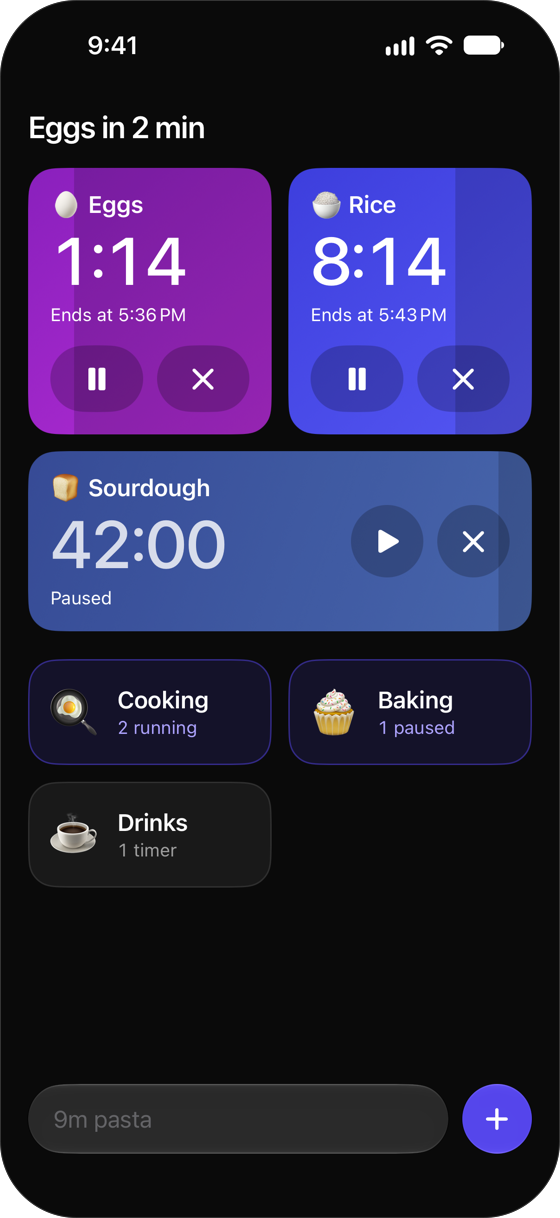 9:41
Eggs in 2 min
Eggs
1:14
Ends at 5:36 PM
Rice
8:14
Ends at 5:43 PM
Sourdough
42:00
Paused
Cooking
2 running
Baking
1 paused
Drinks
1 timer
9m pasta